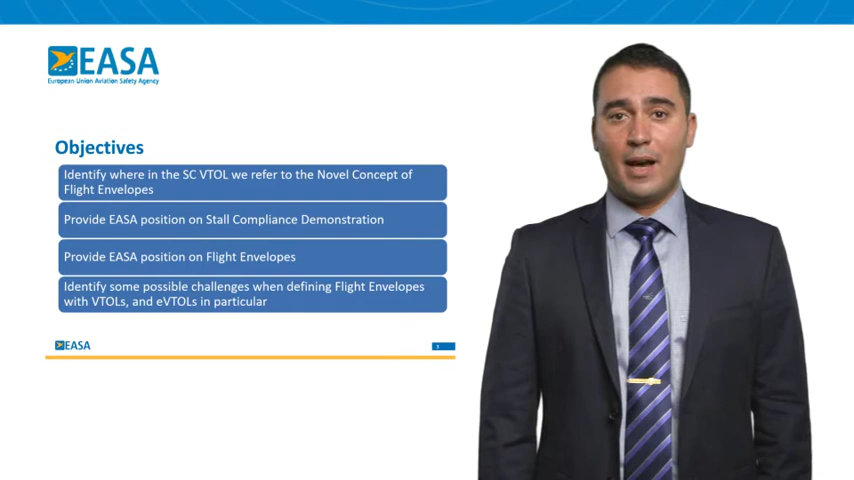 EASA
European Union Aviation Safety Agency
Objectives
Identify where in the SC VTOL we refer to the Novel Concept of
Flight Envelopes
Provide EASA position on Stall Compliance Demonstration
Provide EASA position on Flight Envelopes
Identify some possible challenges when defining Flight Envelopes
with VTOLs, and eVTOLs in particular
EASA
3